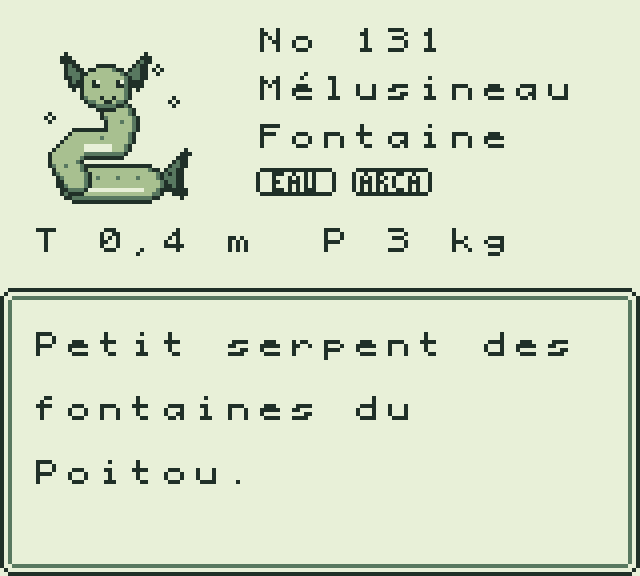 No 131
Mélusineau
Fontaine
EAU ARCA
T 0,4 m P 3 kg
Petit serpent des
fontaines du
Poitou.